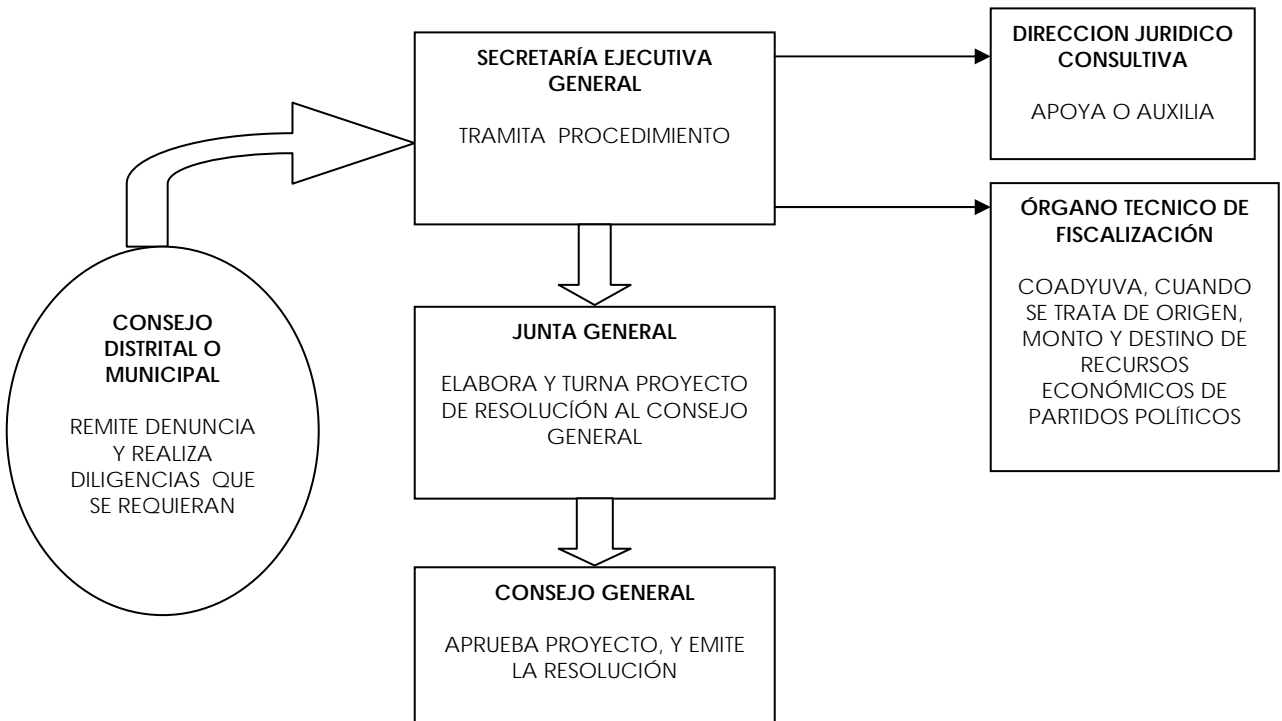 CONSEJO
DISTRITAL O
MUNICIPAL
REMITE DENUNCIA
Y REALIZA
DILIGENCIAS QUE
SE REQUIERAN
SECRETARÍA EJECUTIVA
GENERAL
TRAMITA PROCEDIMIENTO
JUNTA GENERAL
ELABORA Y TURNA PROYECTO
DE RESOLUCÍÓN AL CONSEJO
GENERAL
CONSEJO GENERAL
APRUEBA PROYECTO, Y EMITE
LA RESOLUCIÓN
DIRECCION JURIDICO
CONSULTIVA
APOYA O AUXILIA
ÓRGANO TECNICO DE
FISCALIZACIÓN
COADYUVA, CUANDO
SE TRATA DE ORIGEN,
MONTO Y DESTINO DE
RECURSOS
ECONÓMICOS DE
PARTIDOS POLÍTICOS